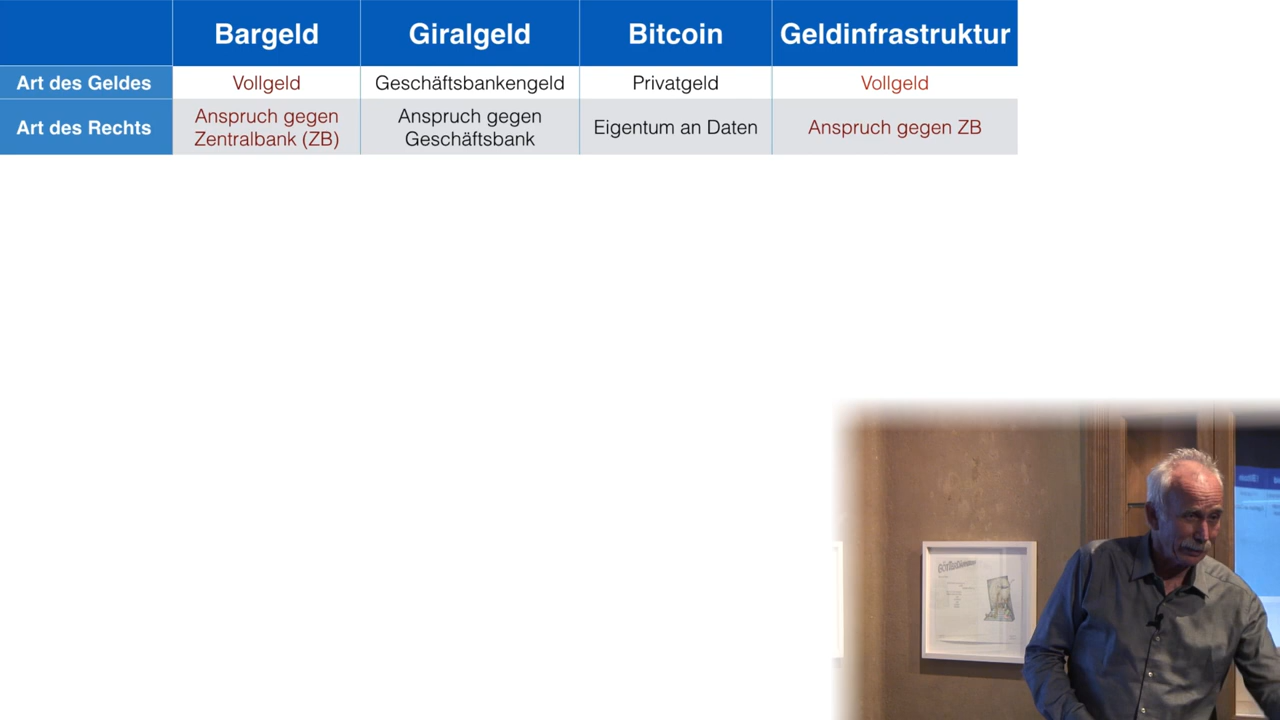 Bargeld Giralgeld Bitcoin Geldinfrastruktur
Art des Geldes Vollgeld Geschäftsbankengeld Privatgeld Vollgeld
Art des Rechts Anspruch gegen Zentralbank (ZB) Anspruch gegen Geschäftsbank Eigentum an Daten Anspruch gegen ZB